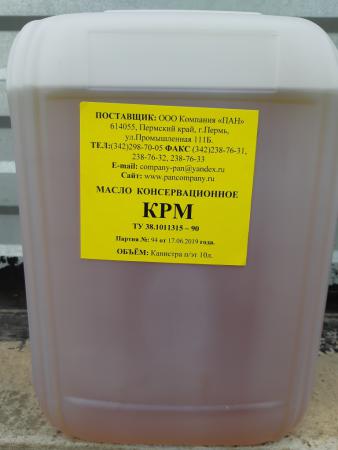 ПОСТАВЩИК: ООО Компания «ПАН»
614055, Пермский край, г.Пермь,
ул.Промышленная 111Б.
ТЕЛ:(342)298-70-05 ФАКС (342)238-76-31,
238-76-32, 238-76-33
E-mail: company-pan@yandex.ru
Сайт: www.pancompany.ru
МАСЛО КОНСЕРВАЦИОННОЕ
КРМ
ТУ 38.1011315 – 90
Партия №: 94 от 17.06.2019 года.
ОБЪЁМ: Канистра п/эт 10л.